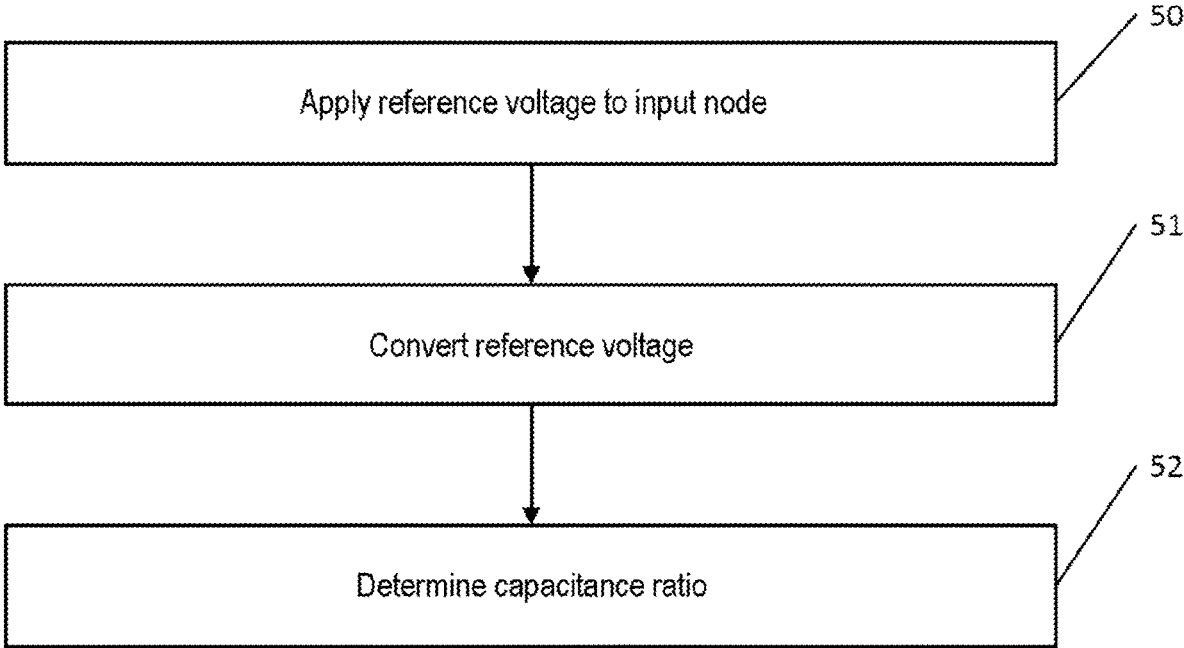 50
Apply reference voltage to input node
51
Convert reference voltage
52
Determine capacitance ratio